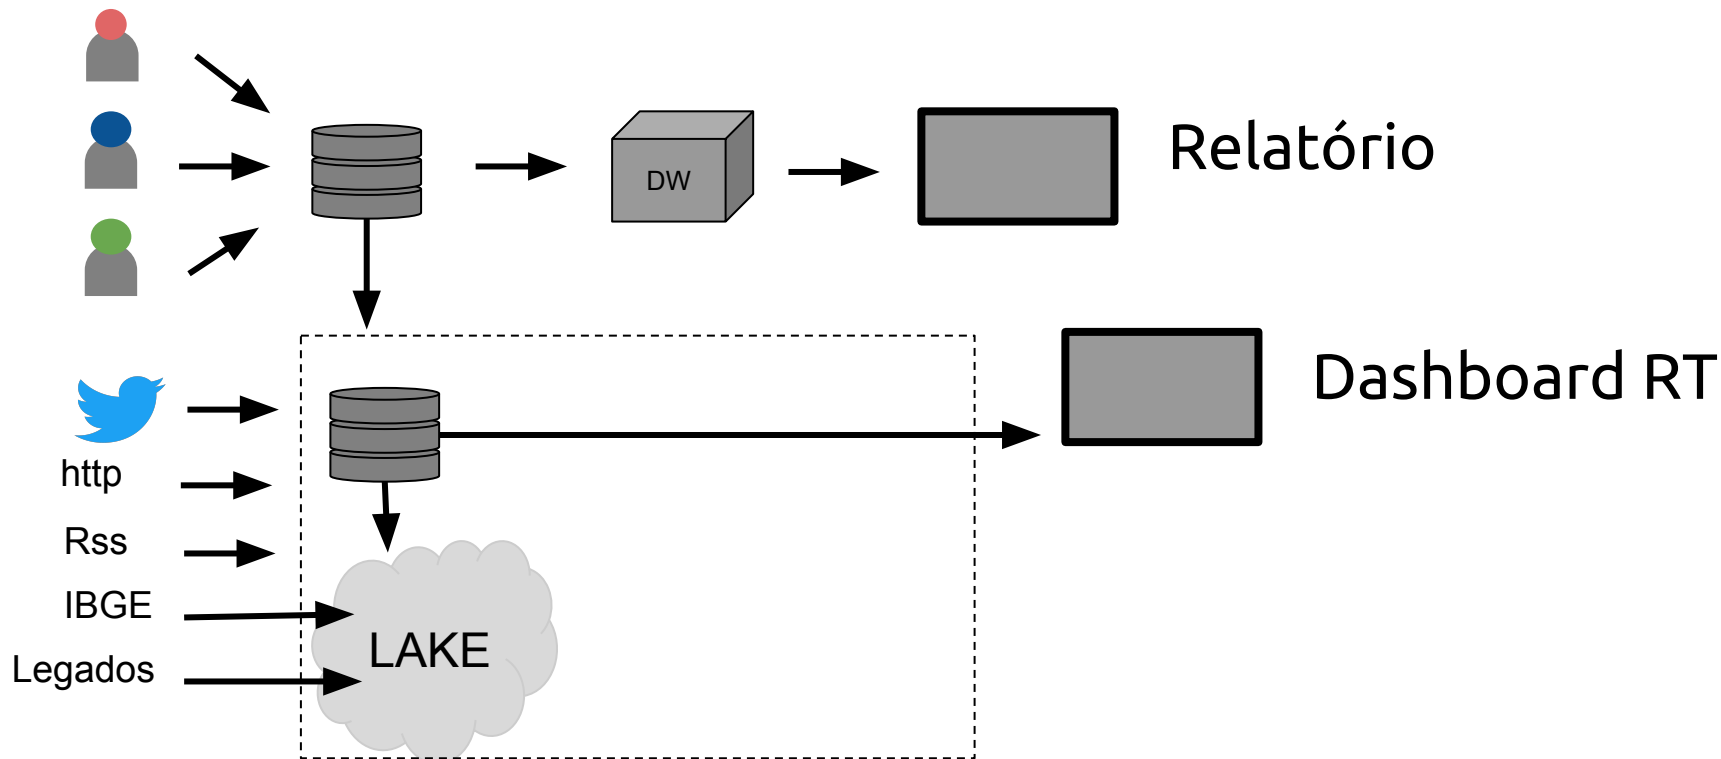 DW
Relatório
Dashboard RT
http
Rss
IBGE
LAKE
Legados